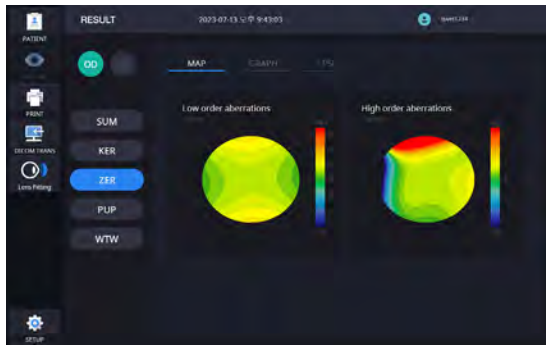 PATIENT
PRINT
DICOM TRANS
Lens Fitting
SETUP
RESULT
2023-07-13 오후 9:43:03
OD
MAP
GRAPH
SUM
KER
ZER
PUP
WTW
Low order aberrations
High order aberrations